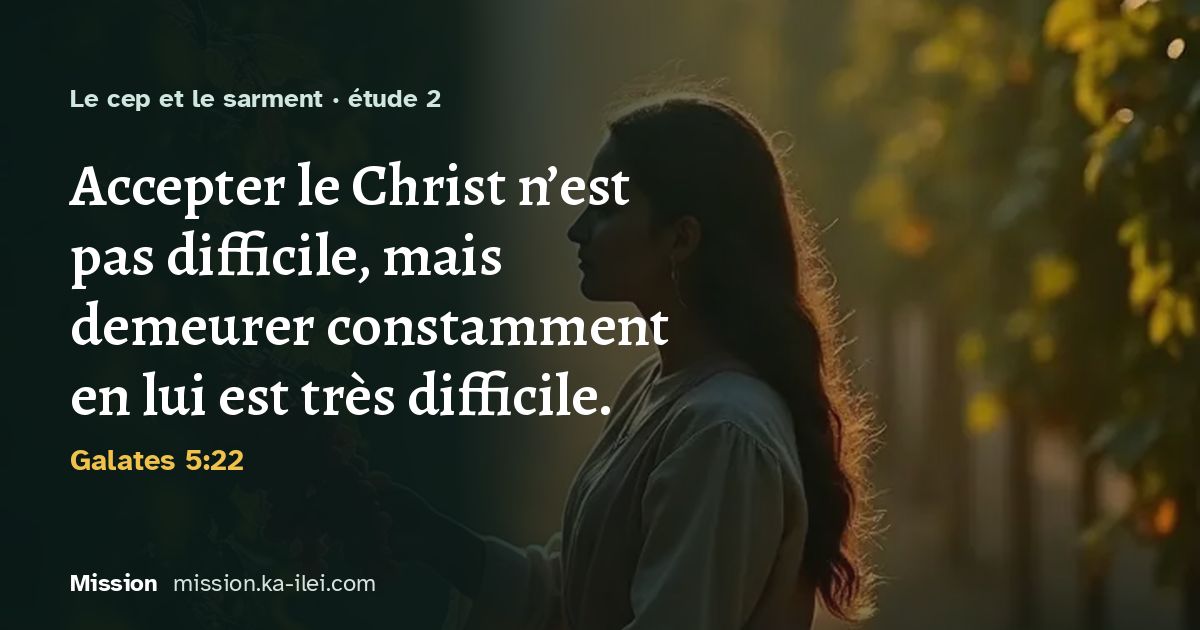 Le cep et le sarment · étude 2
Accepter le Christ n’est
pas difficile, mais
demeurer constamment
en lui est très difficile.
Galates 5:22
Mission mission.ka-ilei.com